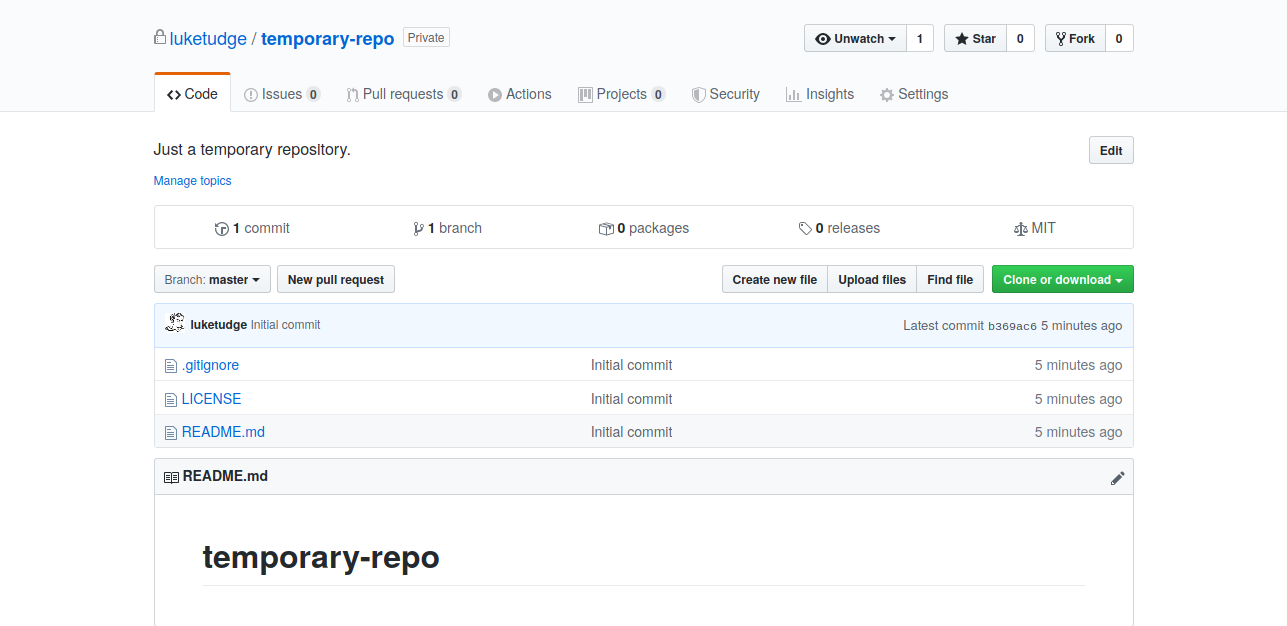 luketudge / temporary-repo Private Unwatch 1 Star 0 Fork 0
Code Issues 0 Pull requests 0 Actions Projects 0 Security Insights Settings
Just a temporary repository. Edit
Manage topics
1 commit 1 branch 0 packages 0 releases MIT
Branch: master New pull request Create new file Upload files Find file Clone or download
luketudge Initial commit Latest commit b369ac6 5 minutes ago
.gitignore Initial commit 5 minutes ago
LICENSE Initial commit 5 minutes ago
README.md Initial commit 5 minutes ago
README.md
temporary-repo